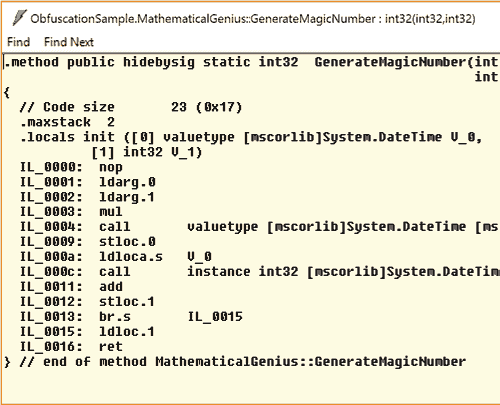 ObfuscationSample.MathematicalGenius::GenerateMagicNumber : int32(int32,int32)
Find Find Next
.method public hidebysig static int32  GenerateMagicNumber(int
int
{
  // Code size       23 (0x17)
  .maxstack  2
  .locals init ([0] valuetype [mscorlib]System.DateTime V_0,
           [1] int32 V_1)
  IL_0000:  nop
  IL_0001:  ldarg.0
  IL_0002:  ldarg.1
  IL_0003:  mul
  IL_0004:  call       valuetype [mscorlib]System.DateTime [ms
  IL_0009:  stloc.0
  IL_000a:  ldloca.s   V_0
  IL_000c:  call       instance int32 [mscorlib]System.DateTim
  IL_0011:  add
  IL_0012:  stloc.1
  IL_0013:  br.s       IL_0015
  IL_0015:  ldloc.1
  IL_0016:  ret
} // end of method MathematicalGenius::GenerateMagicNumber